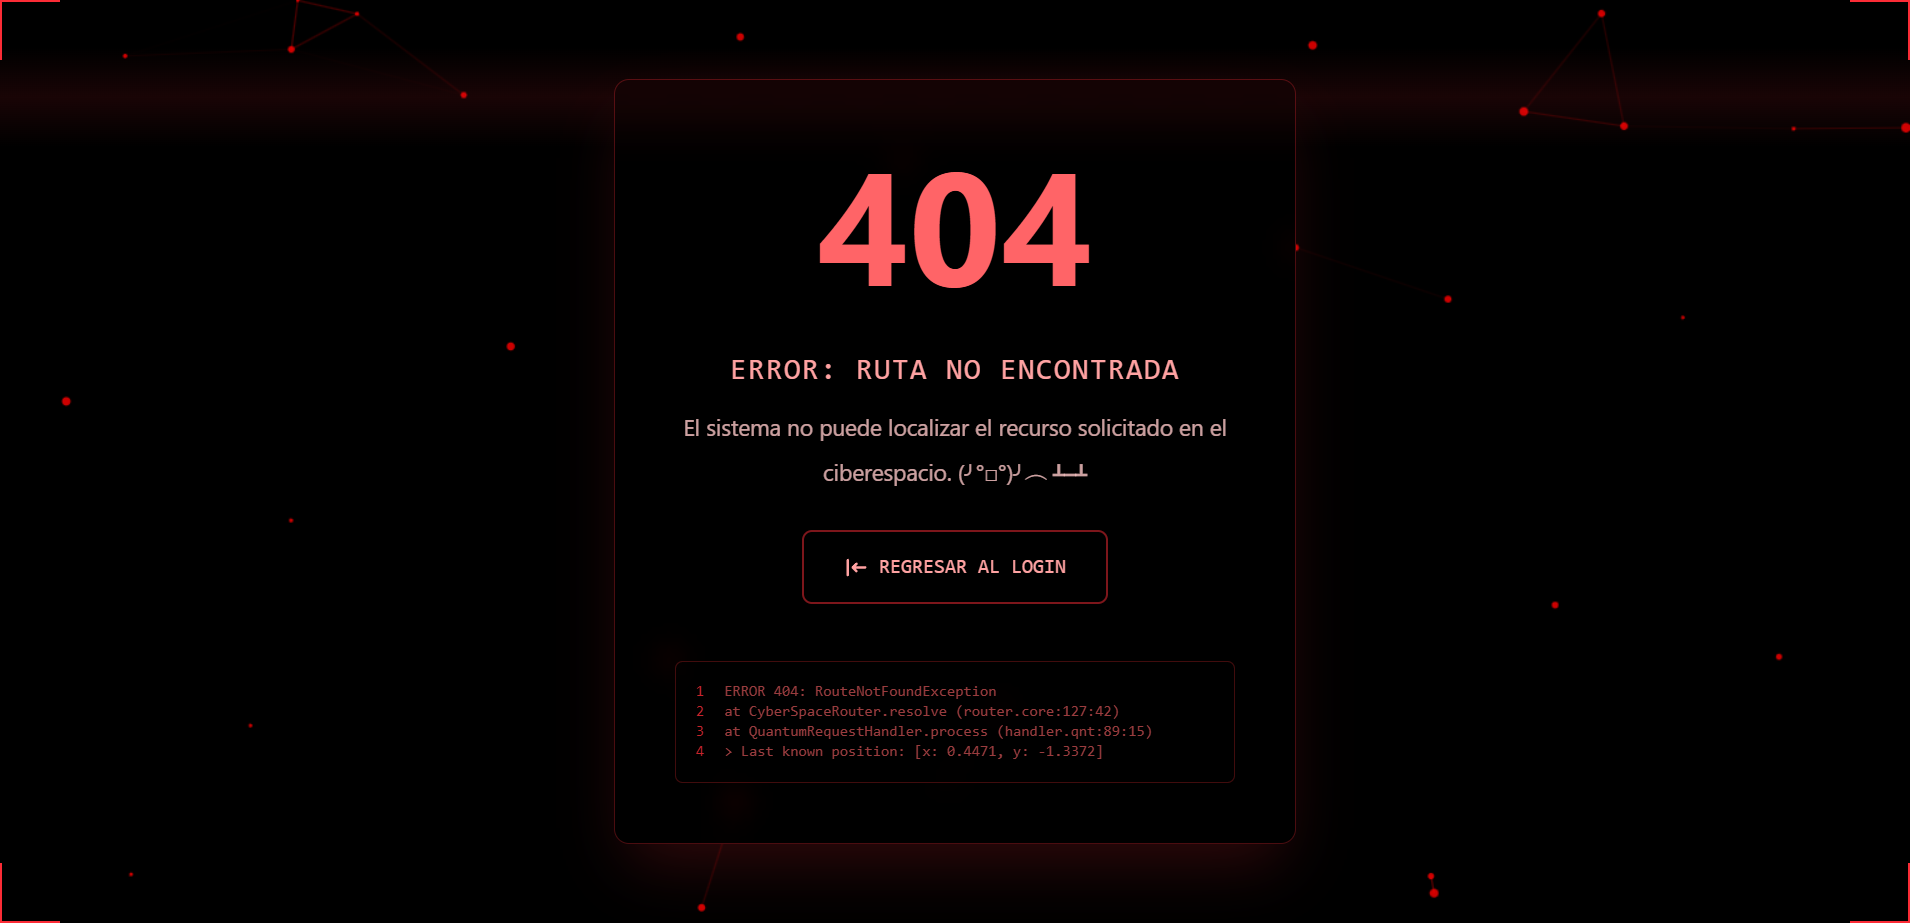 404
ERROR: RUTA NO ENCONTRADA
El sistema no puede localizar el recurso solicitado en el
ciberespacio. (╯°□°)╯︵ ┻━┻
|← REGRESAR AL LOGIN
1 ERROR 404: RouteNotFoundException
2 at CyberSpaceRouter.resolve (router.core:127:42)
3 at QuantumRequestHandler.process (handler.qnt:89:15)
4 > Last known position: [x: 0.4471, y: -1.3372]